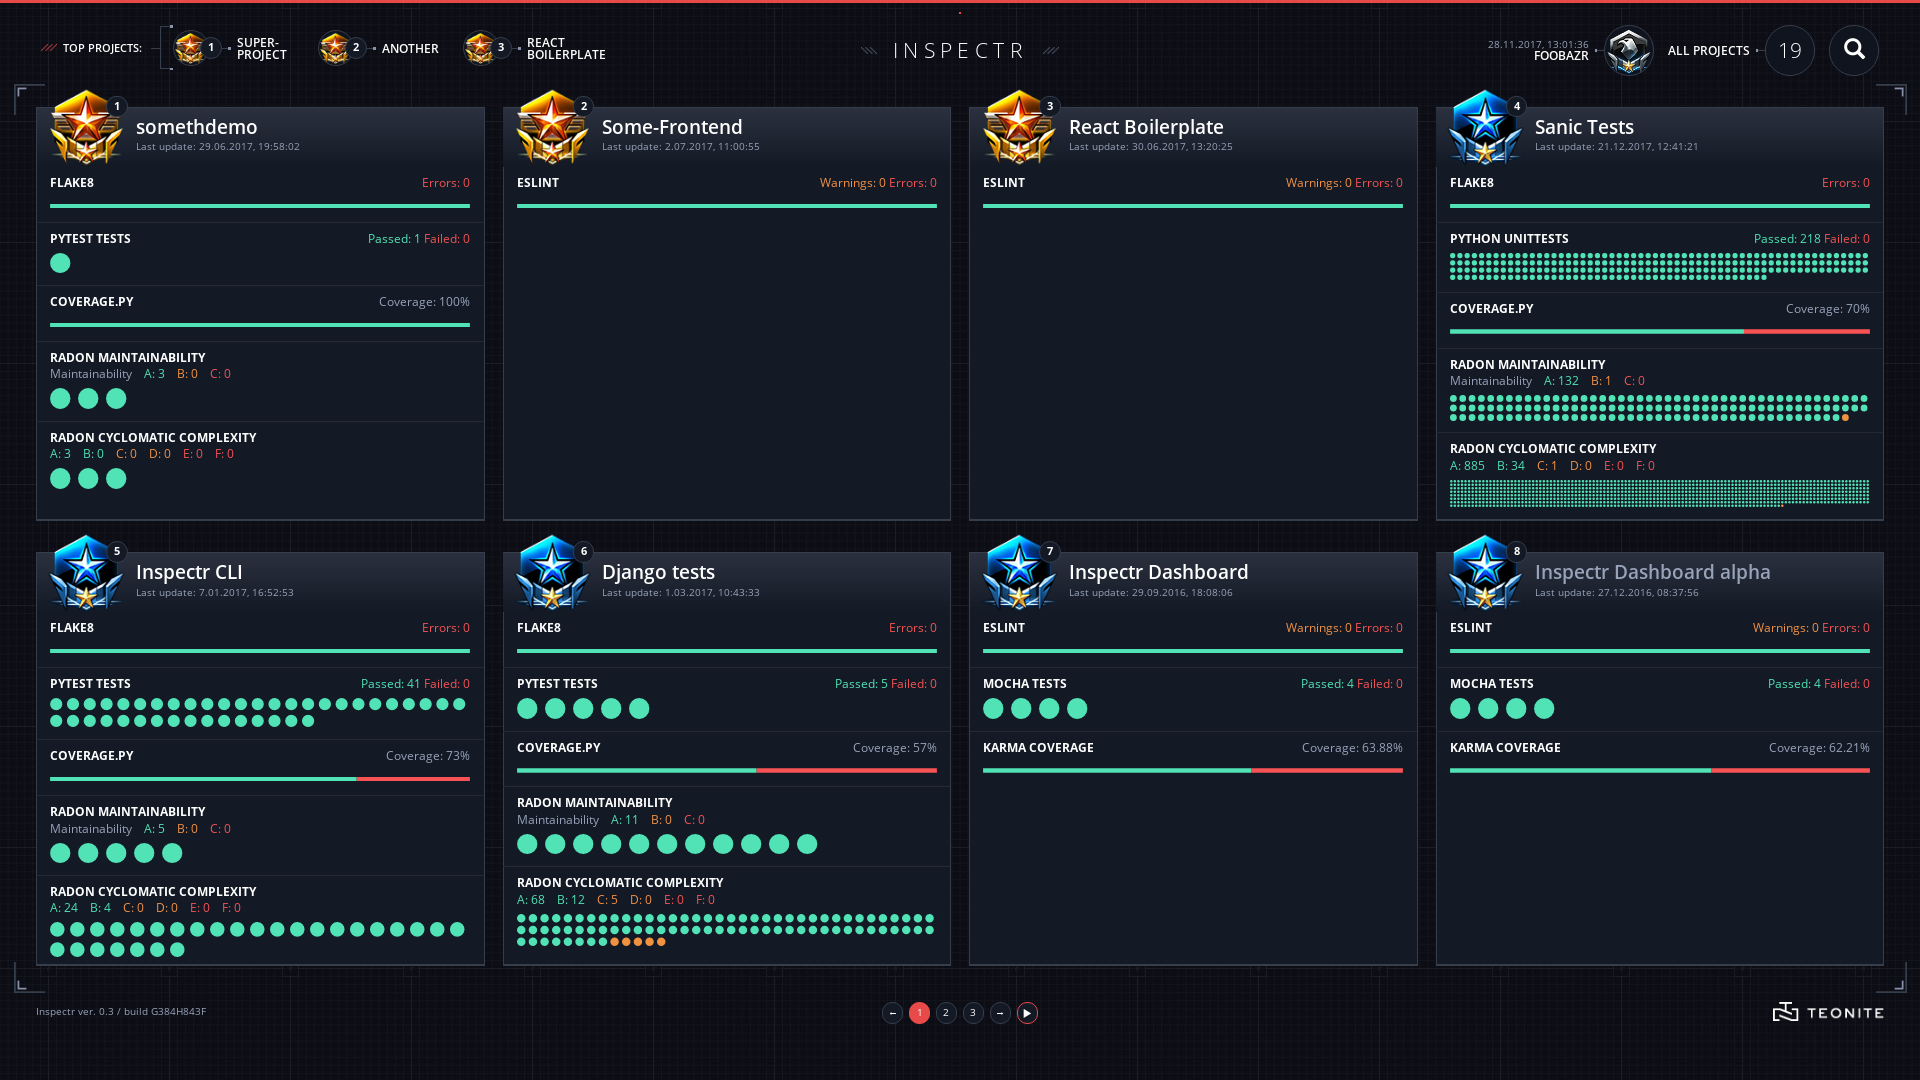 TOP PROJECTS:
1
SUPER-
PROJECT
2
ANOTHER
3
REACT
BOILERPLATE
INSPECTR
28.11.2017, 13:01:36
FOOBAZR
ALL PROJECTS
19
1
somethdemo
Last update: 29.06.2017, 19:58:02
FLAKE8 Errors: 0
PYTEST TESTS Passed: 1 Failed: 0
COVERAGE.PY Coverage: 100%
RADON MAINTAINABILITY
Maintainability A: 3 B: 0 C: 0
RADON CYCLOMATIC COMPLEXITY
A: 3 B: 0 C: 0 D: 0 E: 0 F: 0
2
Some-Frontend
Last update: 2.07.2017, 11:00:55
ESLINT Warnings: 0 Errors: 0
3
React Boilerplate
Last update: 30.06.2017, 13:20:25
ESLINT Warnings: 0 Errors: 0
4
Sanic Tests
Last update: 21.12.2017, 12:41:21
FLAKE8 Errors: 0
PYTHON UNITTESTS Passed: 218 Failed: 0
COVERAGE.PY Coverage: 70%
RADON MAINTAINABILITY
Maintainability A: 132 B: 1 C: 0
RADON CYCLOMATIC COMPLEXITY
A: 885 B: 34 C: 1 D: 0 E: 0 F: 0
5
Inspectr CLI
Last update: 7.01.2017, 16:52:53
FLAKE8 Errors: 0
PYTEST TESTS Passed: 41 Failed: 0
COVERAGE.PY Coverage: 73%
RADON MAINTAINABILITY
Maintainability A: 5 B: 0 C: 0
RADON CYCLOMATIC COMPLEXITY
A: 24 B: 4 C: 0 D: 0 E: 0 F: 0
6
Django tests
Last update: 1.03.2017, 10:43:33
FLAKE8 Errors: 0
PYTEST TESTS Passed: 5 Failed: 0
COVERAGE.PY Coverage: 57%
RADON MAINTAINABILITY
Maintainability A: 11 B: 0 C: 0
RADON CYCLOMATIC COMPLEXITY
A: 68 B: 12 C: 5 D: 0 E: 0 F: 0
7
Inspectr Dashboard
Last update: 29.09.2016, 18:08:06
ESLINT Warnings: 0 Errors: 0
MOCHA TESTS Passed: 4 Failed: 0
KARMA COVERAGE Coverage: 63.88%
8
Inspectr Dashboard alpha
Last update: 27.12.2016, 08:37:56
ESLINT Warnings: 0 Errors: 0
MOCHA TESTS Passed: 4 Failed: 0
KARMA COVERAGE Coverage: 62.21%
Inspectr ver. 0.3 / build G384H843F
← 1 2 3 →
TEONITE